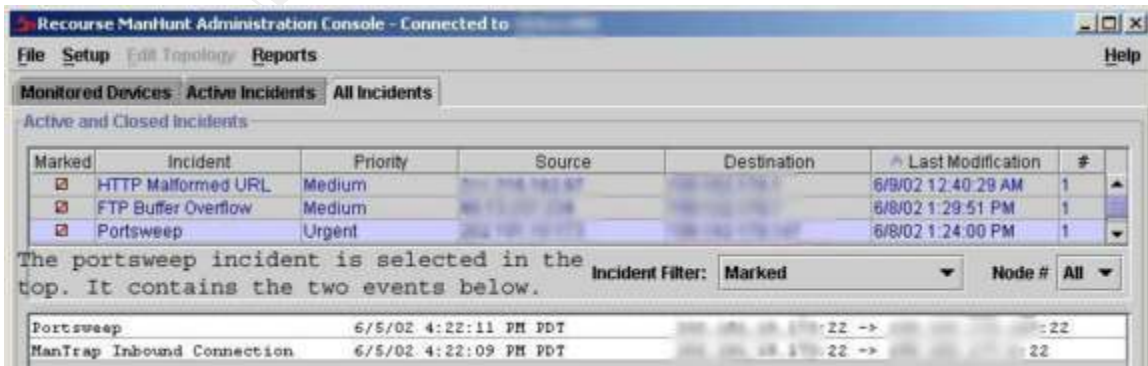 Recourse ManHunt Administration Console - Connected to
File Setup Edit Topology Reports Help
Monitored Devices Active Incidents All Incidents
Active and Closed Incidents
Marked Incident Priority Source Destination Last Modification #
HTTP Malformed URL Medium 6/9/02 12:40:29 AM 1
FTP Buffer Overflow Medium 6/8/02 1:29:51 PM 1
Portsweep Urgent 6/8/02 1:24:00 PM 1
The portsweep incident is selected in the
top. It contains the two events below.
Incident Filter: Marked Node # All
Portsweep 6/5/02 4:22:11 PM PDT :22 -> :22
ManTrap Inbound Connection 6/5/02 4:22:09 PM PDT 22 -> 22